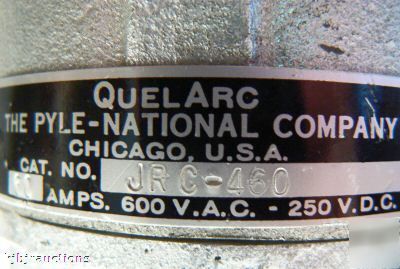 QUELARC
THE PYLE-NATIONAL COMPANY
CHICAGO, U.S.A.
CAT. NO. JRC-460
AMPS. 600 V.A.C. - 250 V.D.C.